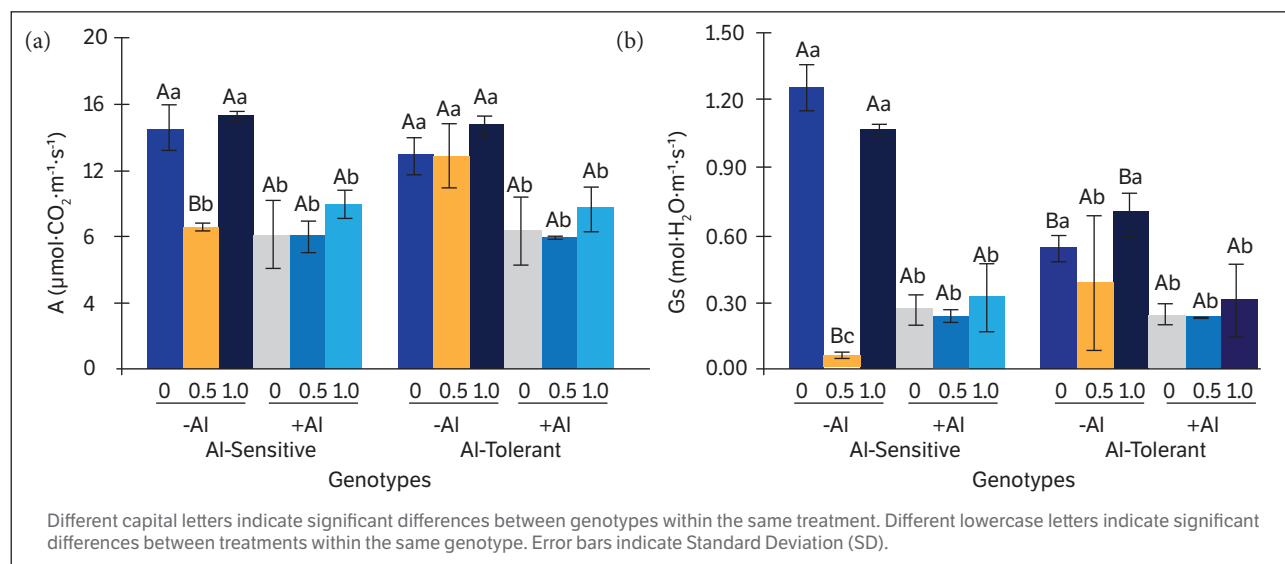 (a)
20
16
12
6
4
0
A (μmol·CO₂·m⁻¹·s⁻¹)
Aa
Bb
Aa
Ab
Ab
Ab
Aa
Aa
Aa
Ab
Ab
Ab
0 0.5 1.0 0 0.5 1.0 0 0.5 1.0 0 0.5 1.0
-Al +Al -Al +Al
Al-Sensitive Al-Tolerant
Genotypes
(b)
1.50
1.20
0.90
0.60
0.30
0.00
Gs (mol·H₂O·m⁻¹·s⁻¹)
Aa
Bc
Aa
Ab
Ab
Ab
Ba
Ab
Ba
Ab
Ab
Ab
0 0.5 1.0 0 0.5 1.0 0 0.5 1.0 0 0.5 1.0
-Al +Al -Al +Al
Al-Sensitive Al-Tolerant
Genotypes
Different capital letters indicate significant differences between genotypes within the same treatment. Different lowercase letters indicate significant
differences between treatments within the same genotype. Error bars indicate Standard Deviation (SD).